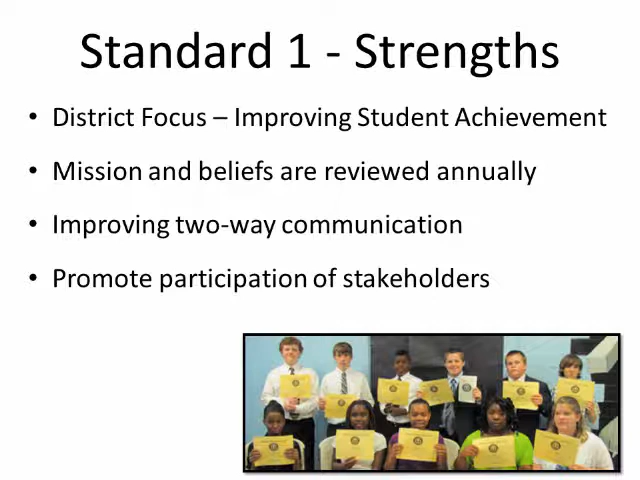 Standard 1 - Strengths
• District Focus – Improving Student Achievement
• Mission and beliefs are reviewed annually
• Improving two-way communication
• Promote participation of stakeholders